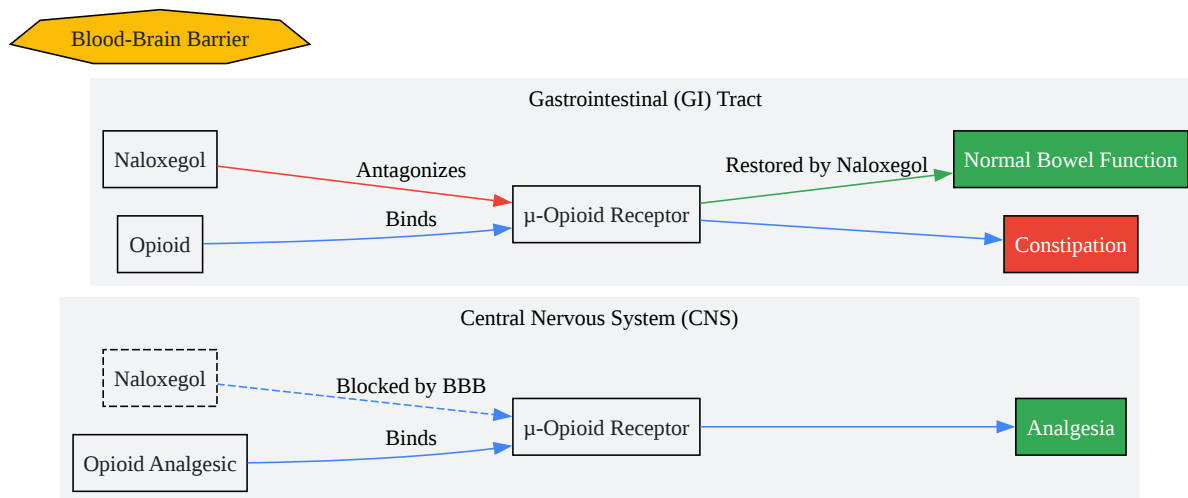 Blood-Brain Barrier
Gastrointestinal (GI) Tract
Naloxegol
Antagonizes
Opioid
Binds
µ-Opioid Receptor
Restored by Naloxegol
Normal Bowel Function
Constipation
Central Nervous System (CNS)
Naloxegol
Blocked by BBB
Opioid Analgesic
Binds
µ-Opioid Receptor
Analgesia